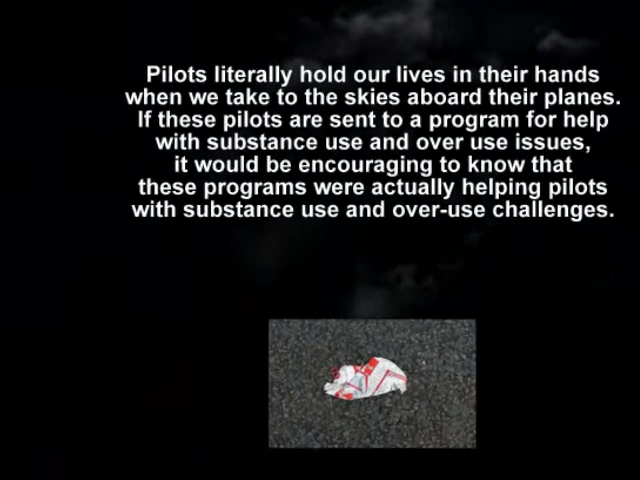 Pilots literally hold our lives in their hands
when we take to the skies aboard their planes.
If these pilots are sent to a program for help
with substance use and over use issues,
it would be encouraging to know that
these programs were actually helping pilots
with substance use and over-use challenges.